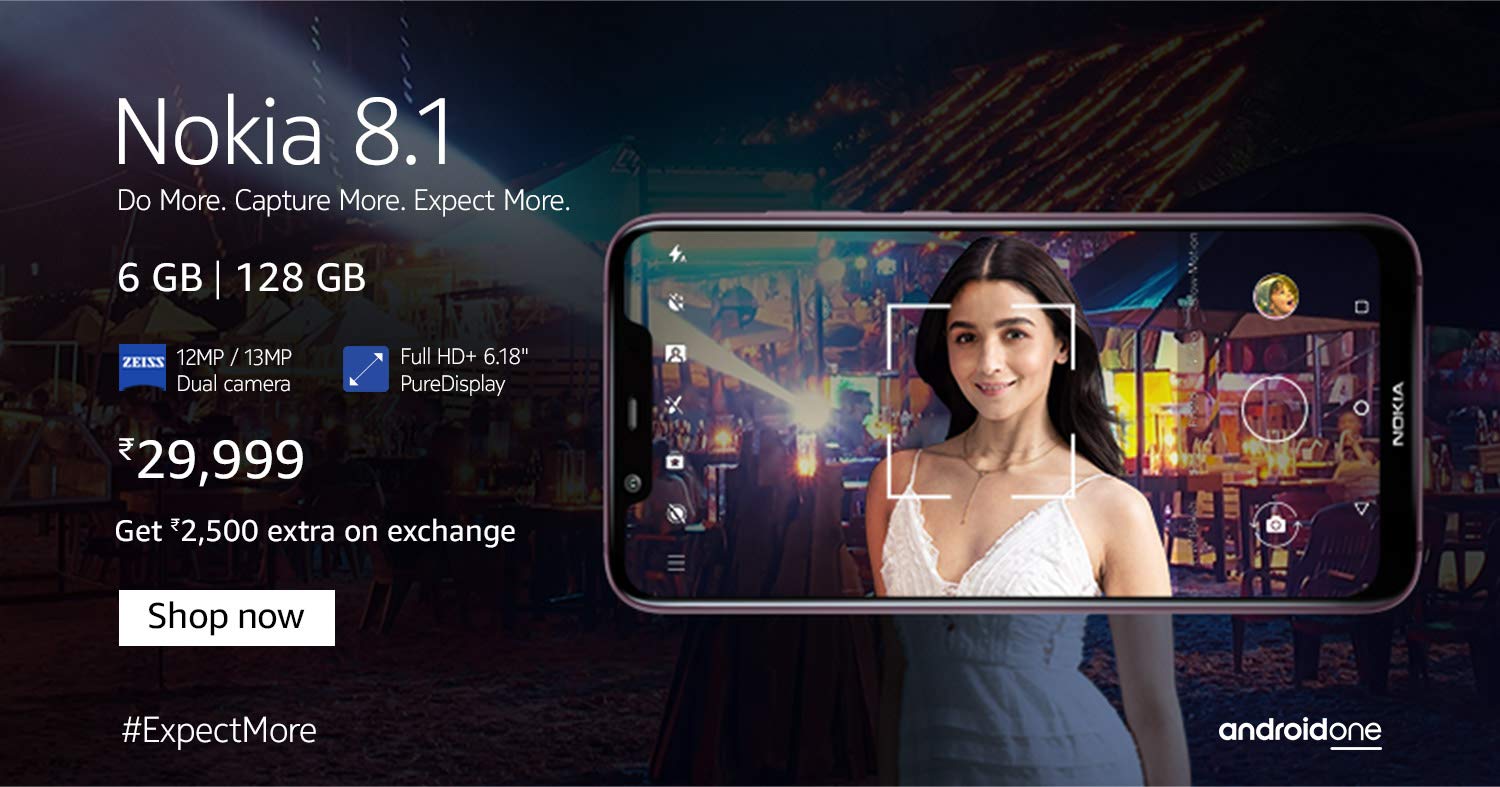 Nokia 8.1
Do More. Capture More. Expect More.
6 GB | 128 GB
ZEISS
12MP / 13MP
Dual camera
Full HD+ 6.18"
PureDisplay
₹29,999
Get ₹2,500 extra on exchange
Shop now
#ExpectMore
NOKIA
androidone